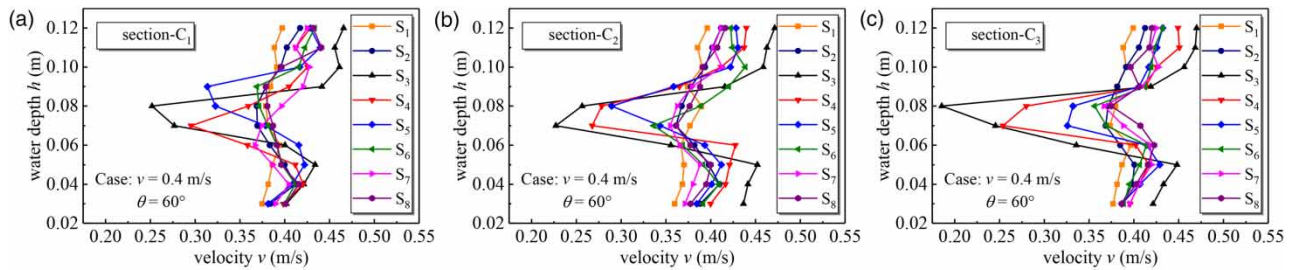 (a)
0.12
0.10
0.08
0.06
0.04
0.02
water depth h (m)
section-C₁
Case: v = 0.4 m/s
θ = 60°
S₁
S₂
S₃
S₄
S₅
S₆
S₇
S₈
0.20 0.25 0.30 0.35 0.40 0.45 0.50 0.55
velocity v (m/s)
(b)
0.12
0.10
0.08
0.06
0.04
0.02
water depth h (m)
section-C₂
Case: v = 0.4 m/s
θ = 60°
S₁
S₂
S₃
S₄
S₅
S₆
S₇
S₈
0.20 0.25 0.30 0.35 0.40 0.45 0.50 0.55
velocity v (m/s)
(c)
0.12
0.10
0.08
0.06
0.04
0.02
water depth h (m)
section-C₃
Case: v = 0.4 m/s
θ = 60°
S₁
S₂
S₃
S₄
S₅
S₆
S₇
S₈
0.20 0.25 0.30 0.35 0.40 0.45 0.50 0.55
velocity v (m/s)